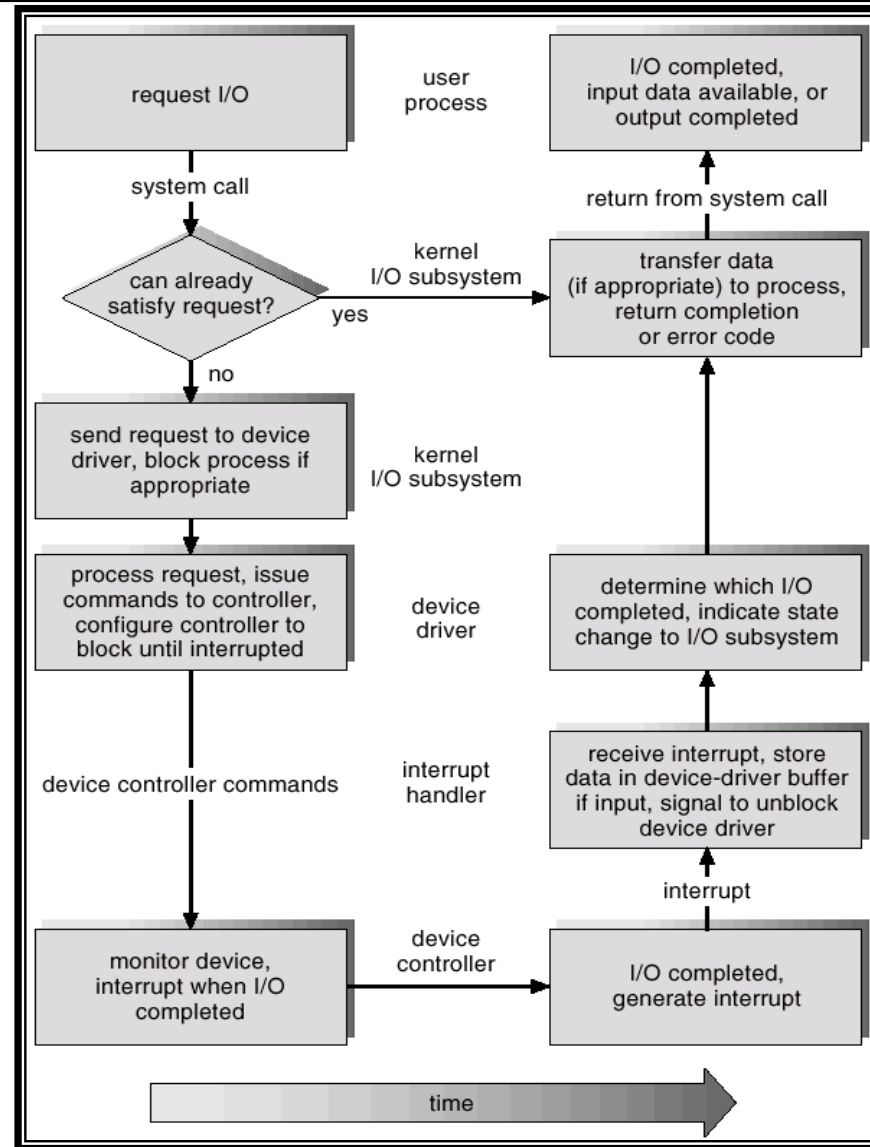 request I/O
user
process
I/O completed,
input data available, or
output completed
system call
return from system call
can already
satisfy request?
kernel
I/O subsystem
yes
transfer data
(if appropriate) to process,
return completion
or error code
no
send request to device
driver, block process if
appropriate
kernel
I/O subsystem
process request, issue
commands to controller,
configure controller to
block until interrupted
device
driver
determine which I/O
completed, indicate state
change to I/O subsystem
device controller commands
interrupt
handler
receive interrupt, store
data in device-driver buffer
if input, signal to unblock
device driver
interrupt
monitor device,
interrupt when I/O
completed
device
controller
I/O completed,
generate interrupt
time